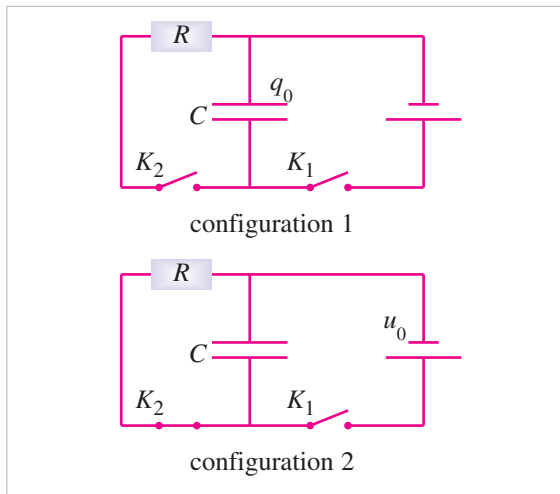 R
q₀
C
K₂ K₁
configuration 1
R
u₀
C
K₂ K₁
configuration 2